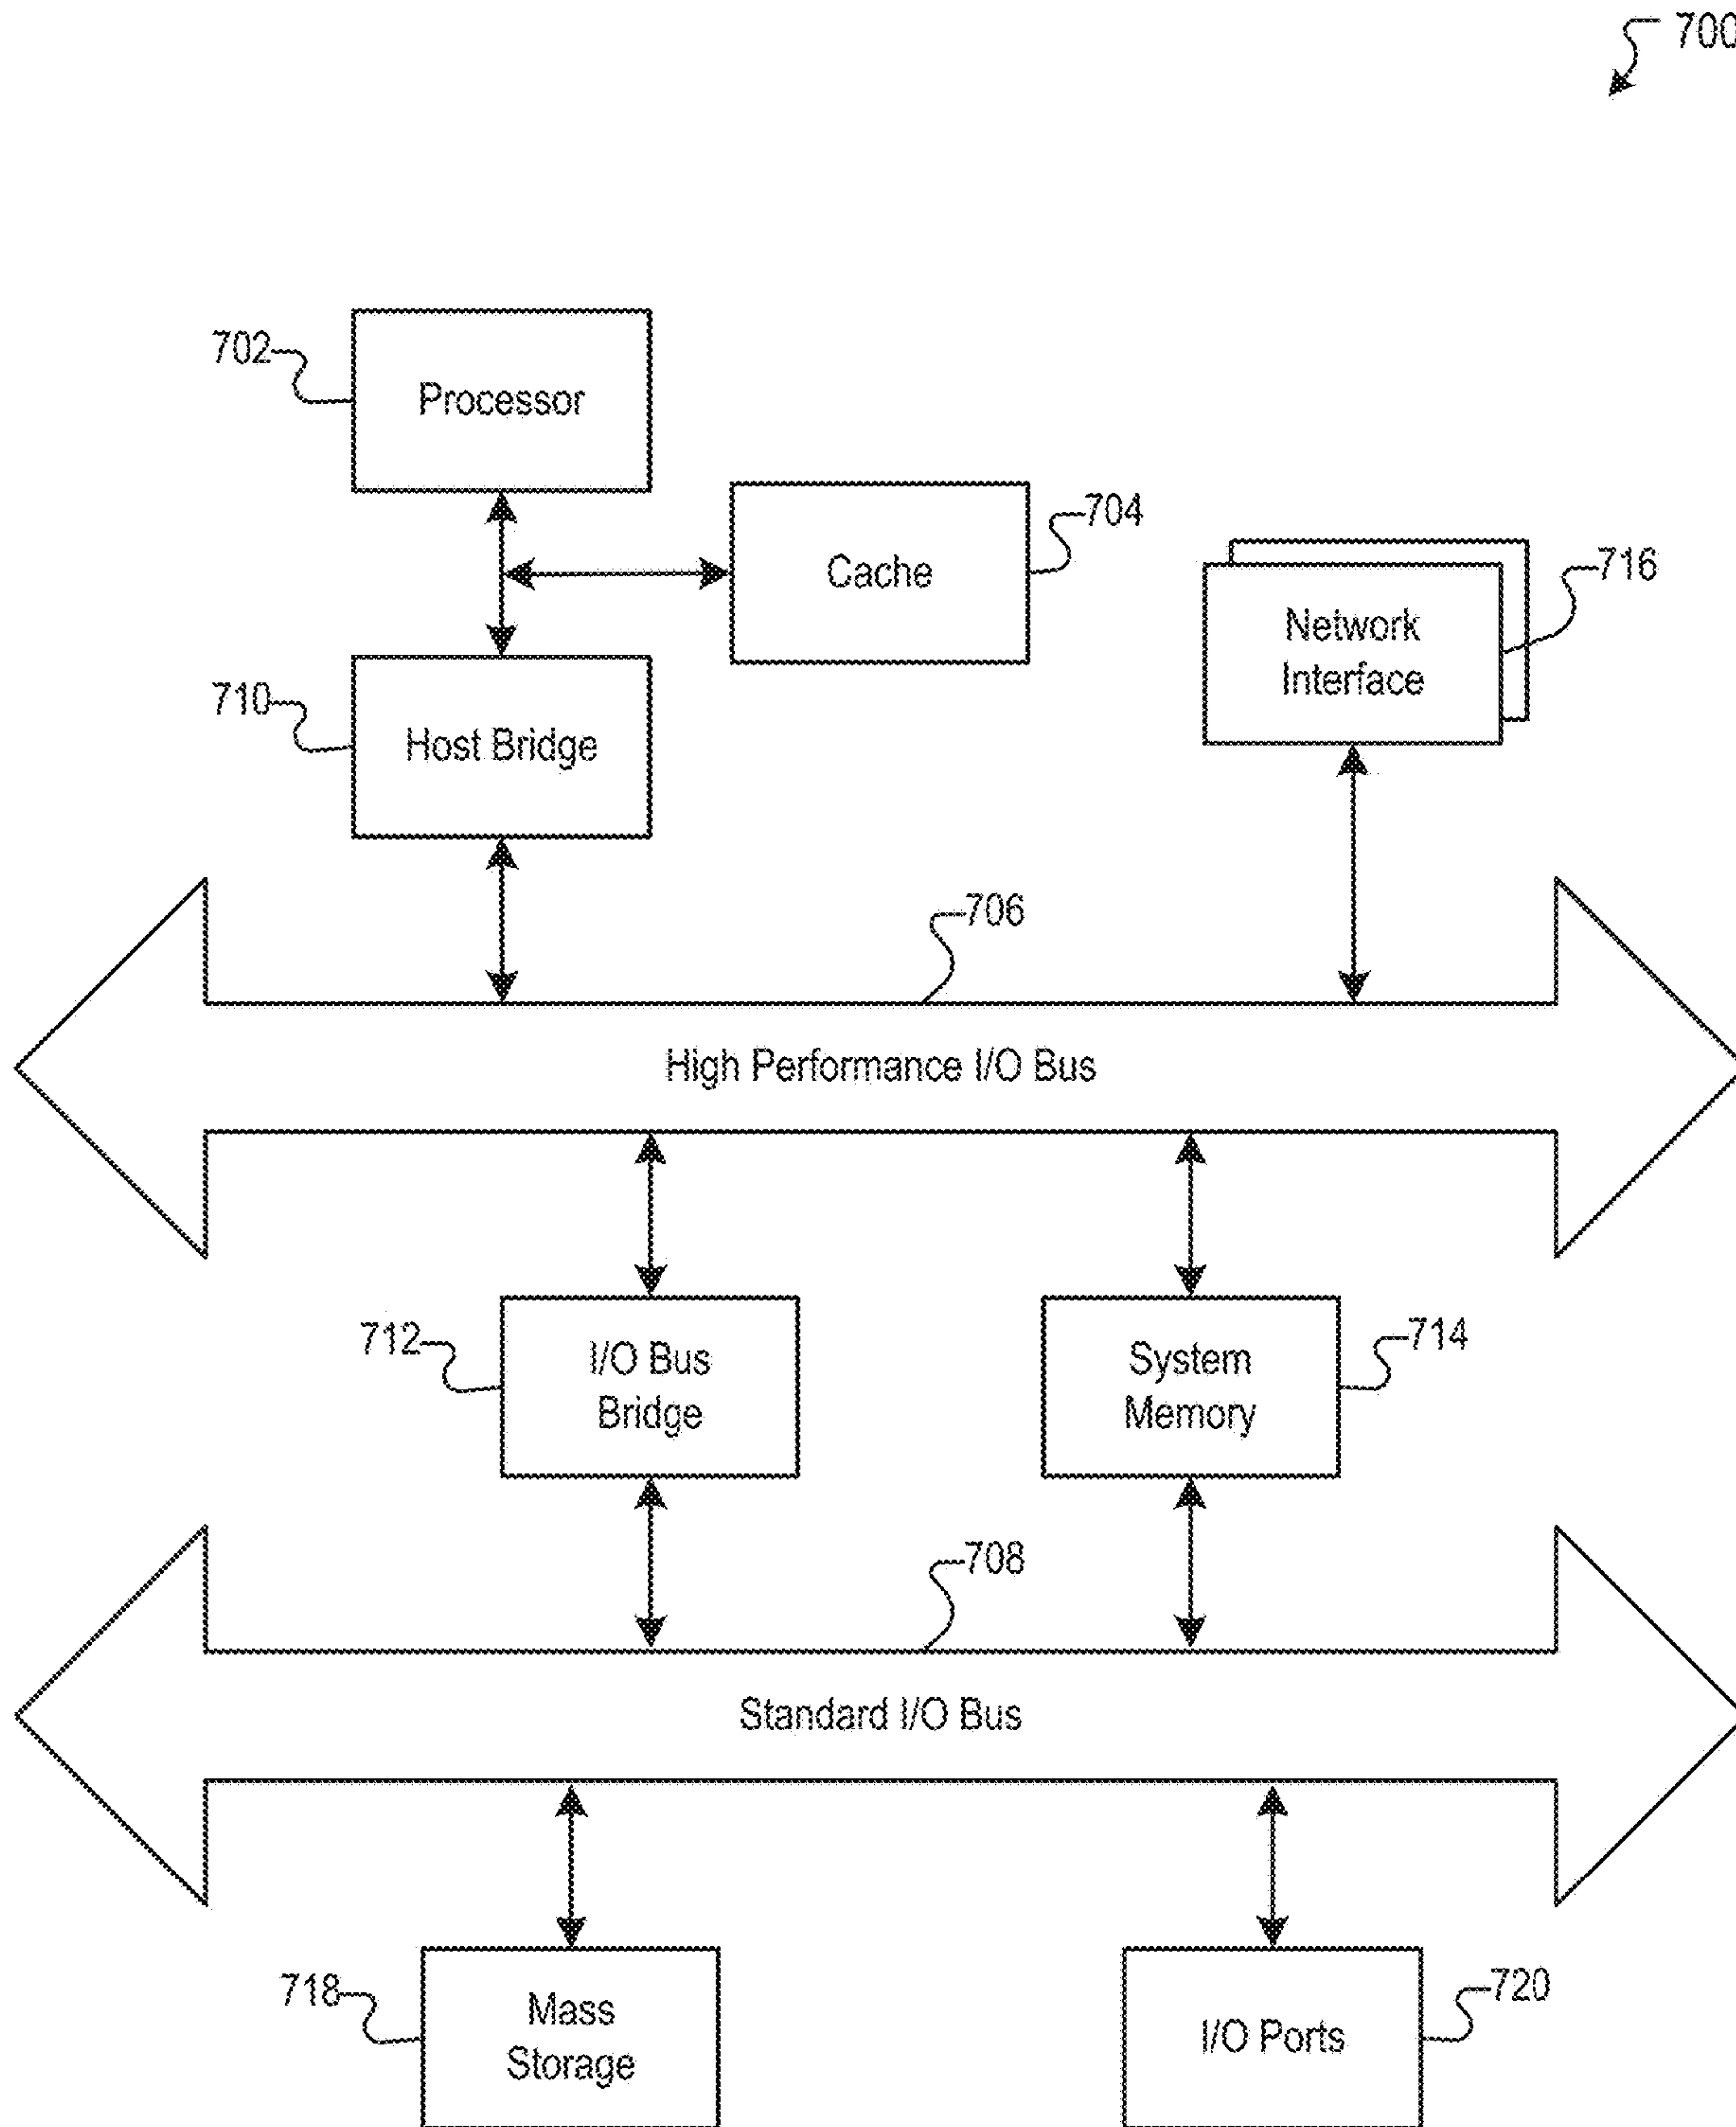 700
702
Processor
704
Cache
716
Network
Interface
710
Host Bridge
706
High Performance I/O Bus
712
I/O Bus
Bridge
714
System
Memory
708
Standard I/O Bus
718
Mass
Storage
720
I/O Ports